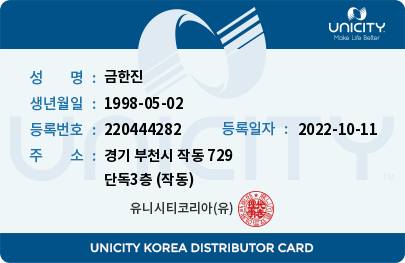 UNICITY
Make Life Better
성 명 : 금한진
생년월일 : 1998-05-02
등록번호 : 220444282 등록일자 : 2022-10-11
주 소 : 경기 부천시 작동 729
단독3층 (작동)
유니시티코리아(유)
UNICITY
UNICITY KOREA DISTRIBUTOR CARD